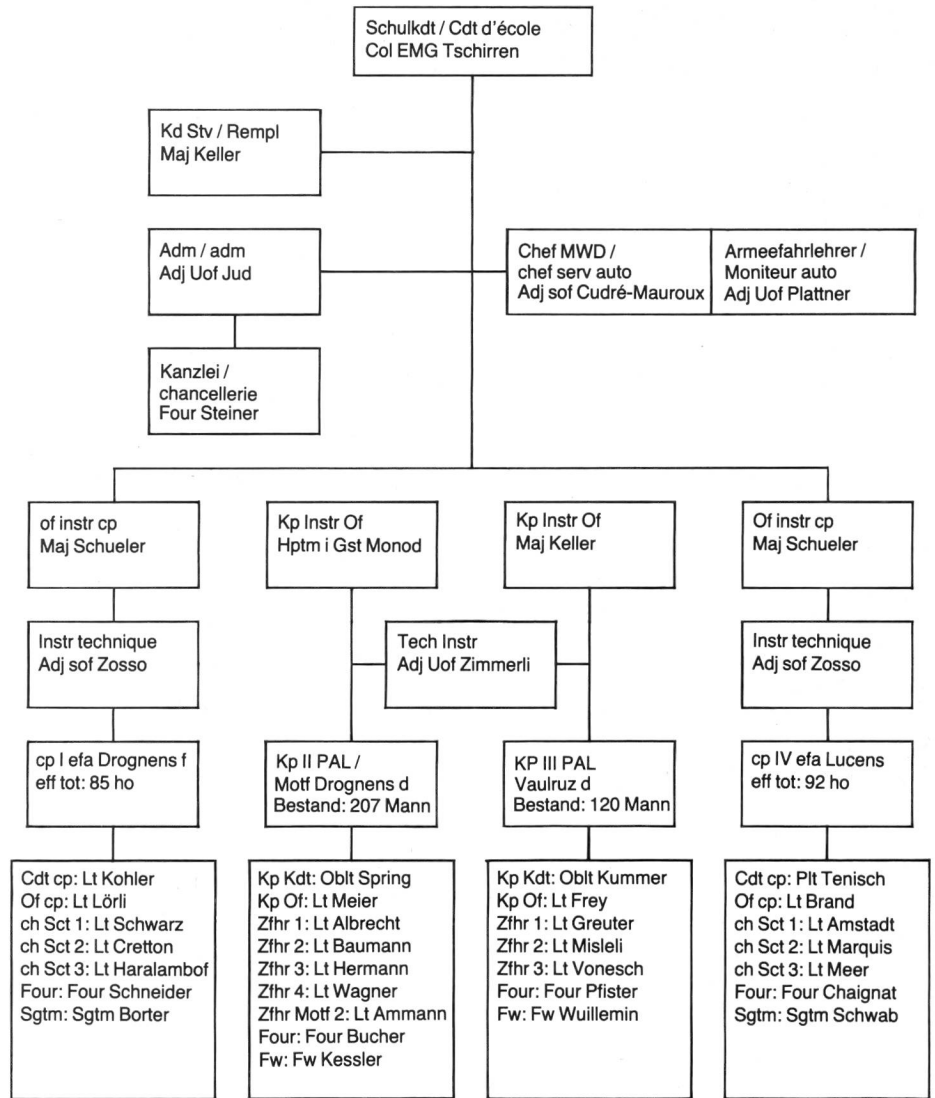 Schulkdt / Cdt d'école
Col EMG Tschirren
Kd Stv / Rempl
Maj Keller
Adm / adm
Adj Uof Jud
Chef MWD /
chef serv auto
Adj sof Cudré-Mauroux
Armeefahrlehrer /
Moniteur auto
Adj Uof Plattner
Kanzlei /
chancellerie
Four Steiner
of instr cp
Maj Schueler
Kp Instr Of
Hptm i Gst Monod
Kp Instr Of
Maj Keller
Of instr cp
Maj Schueler
Instr technique
Adj sof Zosso
Tech Instr
Adj Uof Zimmerli
Instr technique
Adj sof Zosso
cp I efa Drognens f
eff tot: 85 ho
Kp II PAL /
Motf Drognens d
Bestand: 207 Mann
KP III PAL
Vaulruz d
Bestand: 120 Mann
cp IV efa Lucens
eff tot: 92 ho
Cdt cp: Lt Kohler
Of cp: Lt Lörli
ch Sct 1: Lt Schwarz
ch Sct 2: Lt Cretton
ch Sct 3: Lt Haralambof
Four: Four Schneider
Sgtm: Sgtm Borter
Kp Kdt: Oblt Spring
Kp Of: Lt Meier
Zfhr 1: Lt Albrecht
Zfhr 2: Lt Baumann
Zfhr 3: Lt Hermann
Zfhr 4: Lt Wagner
Zfhr Motf 2: Lt Ammann
Four: Four Bucher
Fw: Fw Kessler
Kp Kdt: Oblt Kummer
Kp Of: Lt Frey
Zfhr 1: Lt Greuter
Zfhr 2: Lt Misleli
Zfhr 3: Lt Vonesch
Four: Four Pfister
Fw: Fw Wuillemin
Cdt cp: Plt Tenisch
Of cp: Lt Brand
ch Sct 1: Lt Amstadt
ch Sct 2: Lt Marquis
ch Sct 3: Lt Meer
Four: Four Chaignat
Sgtm: Sgtm Schwab